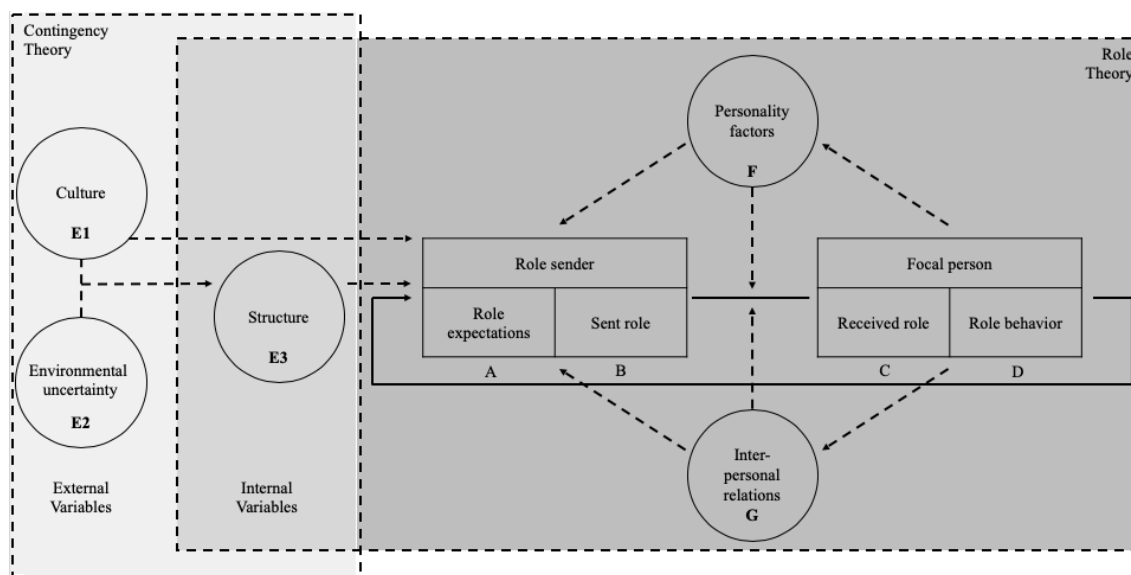 Contingency
Theory
Role
Theory
Culture
E1
Environmental
uncertainty
E2
External
Variables
Structure
E3
Internal
Variables
Personality
factors
F
Role sender
Role
expectations
Sent role
A
B
Focal person
Received role
Role behavior
C
D
Inter-
personal
relations
G